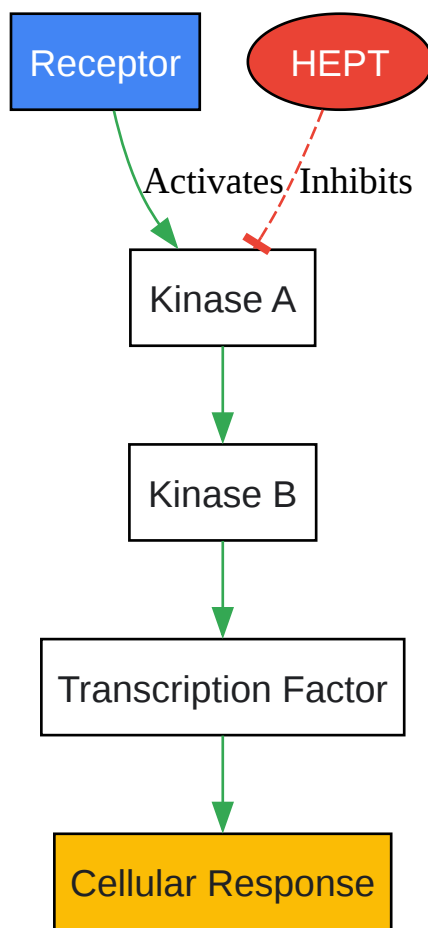 Receptor
HEPT
Activates
Inhibits
Kinase A
Kinase B
Transcription Factor
Cellular Response